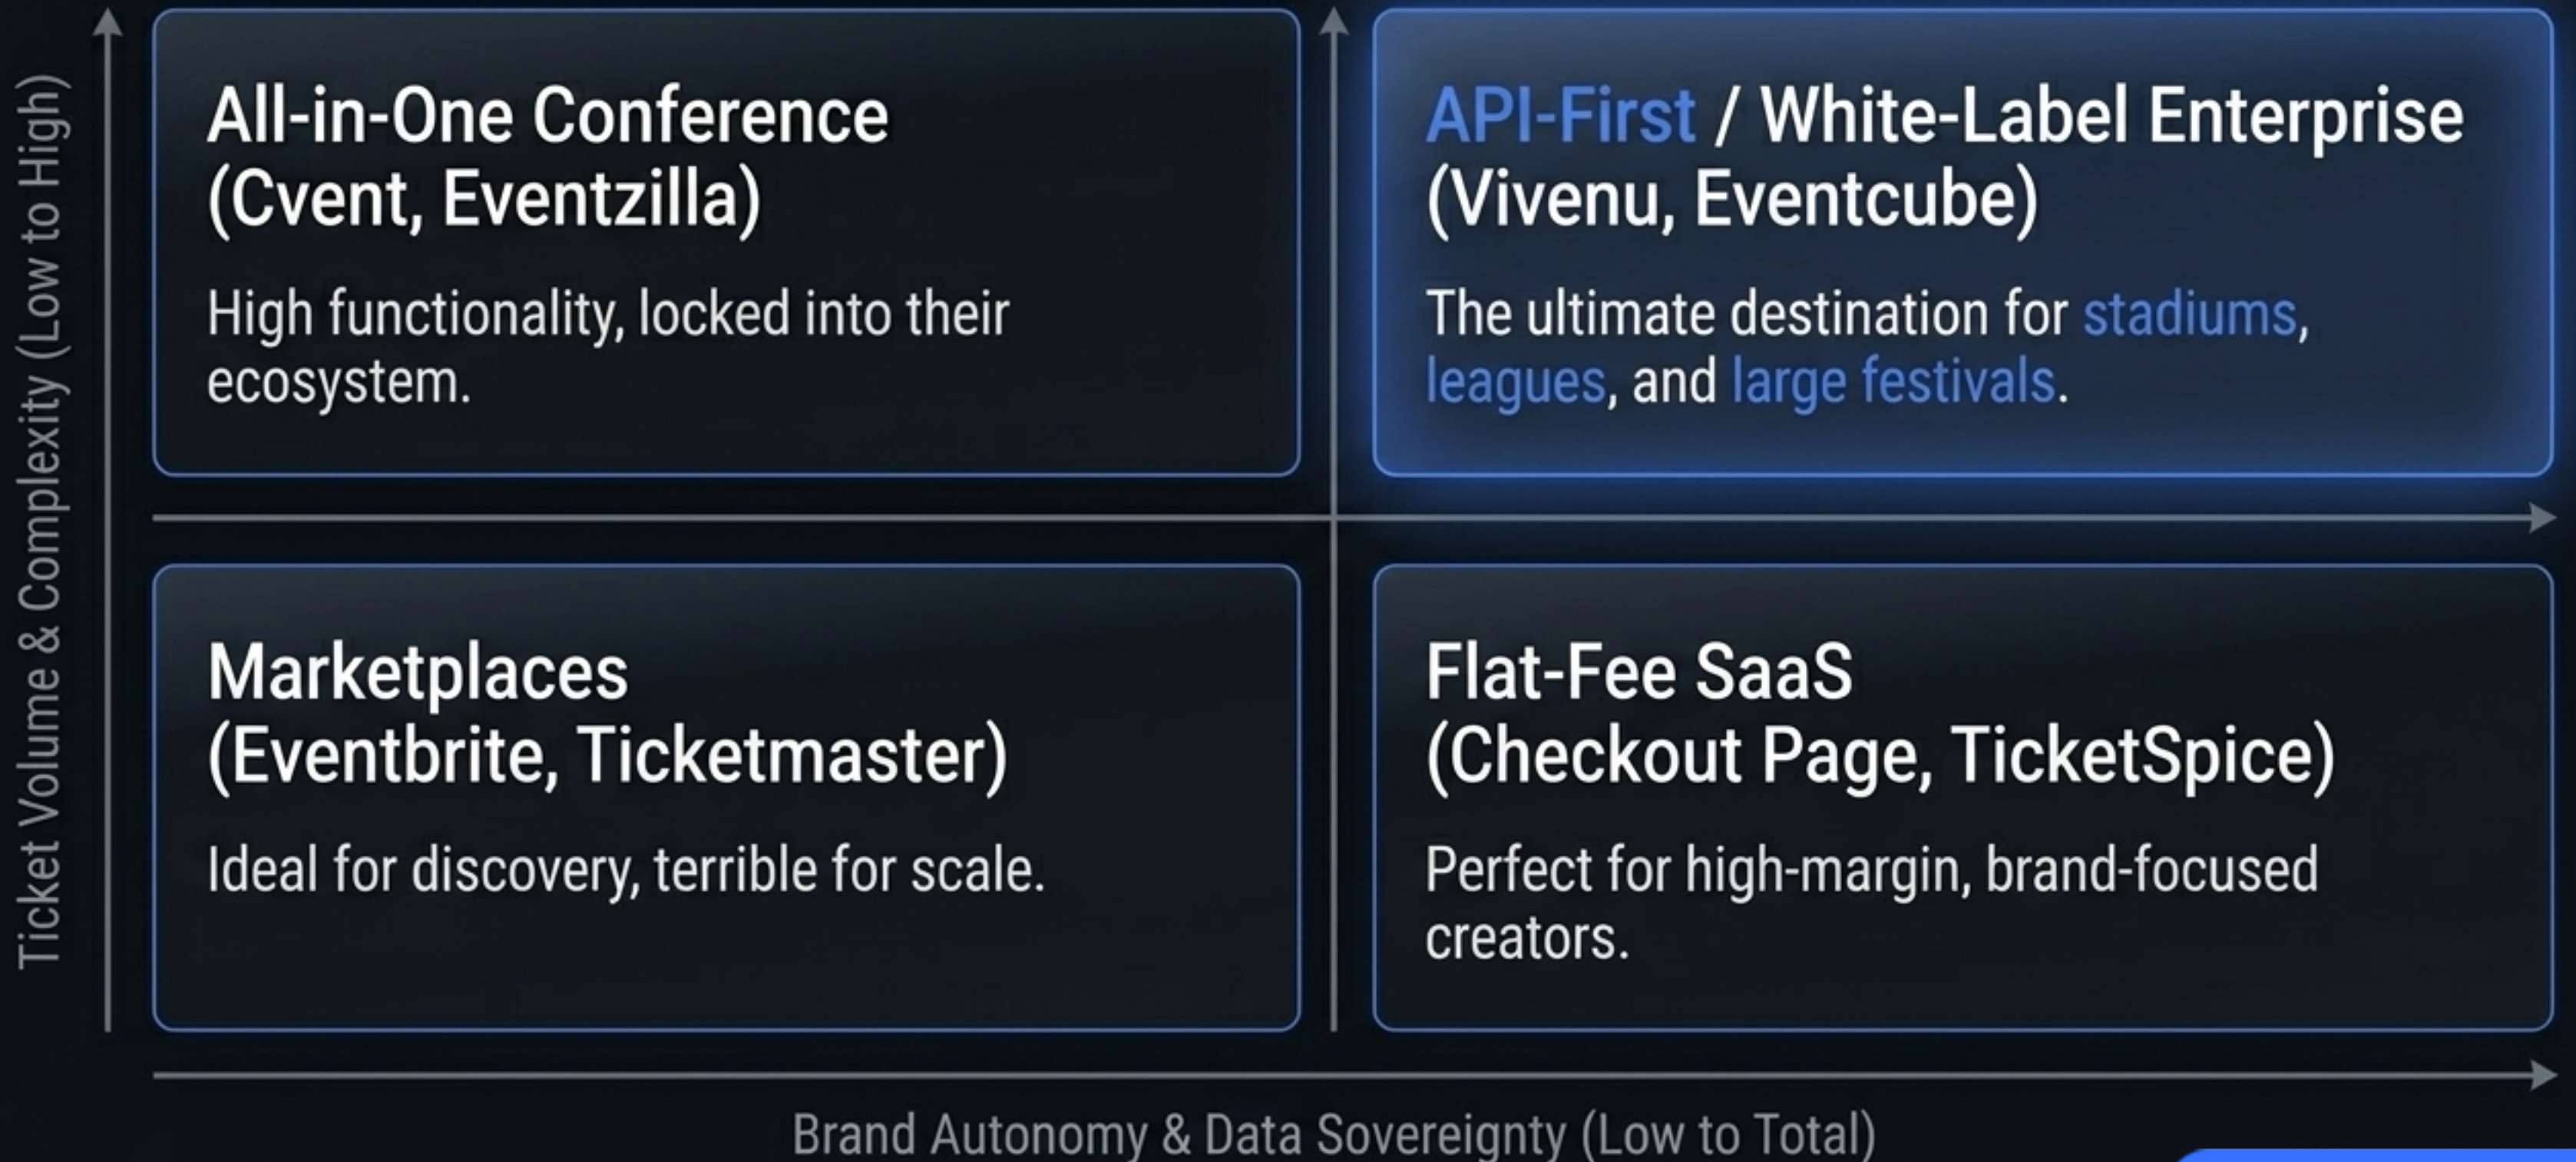 Ticket Volume & Complexity (Low to High)
All-in-One Conference
(Cvent, Eventzilla)
High functionality, locked into their
ecosystem.
API-First / White-Label Enterprise
(Vivenu, Eventcube)
The ultimate destination for stadiums,
leagues, and large festivals.
Marketplaces
(Eventbrite, Ticketmaster)
Ideal for discovery, terrible for scale.
Flat-Fee SaaS
(Checkout Page, TicketSpice)
Perfect for high-margin, brand-focused
creators.
Brand Autonomy & Data Sovereignty (Low to Total)